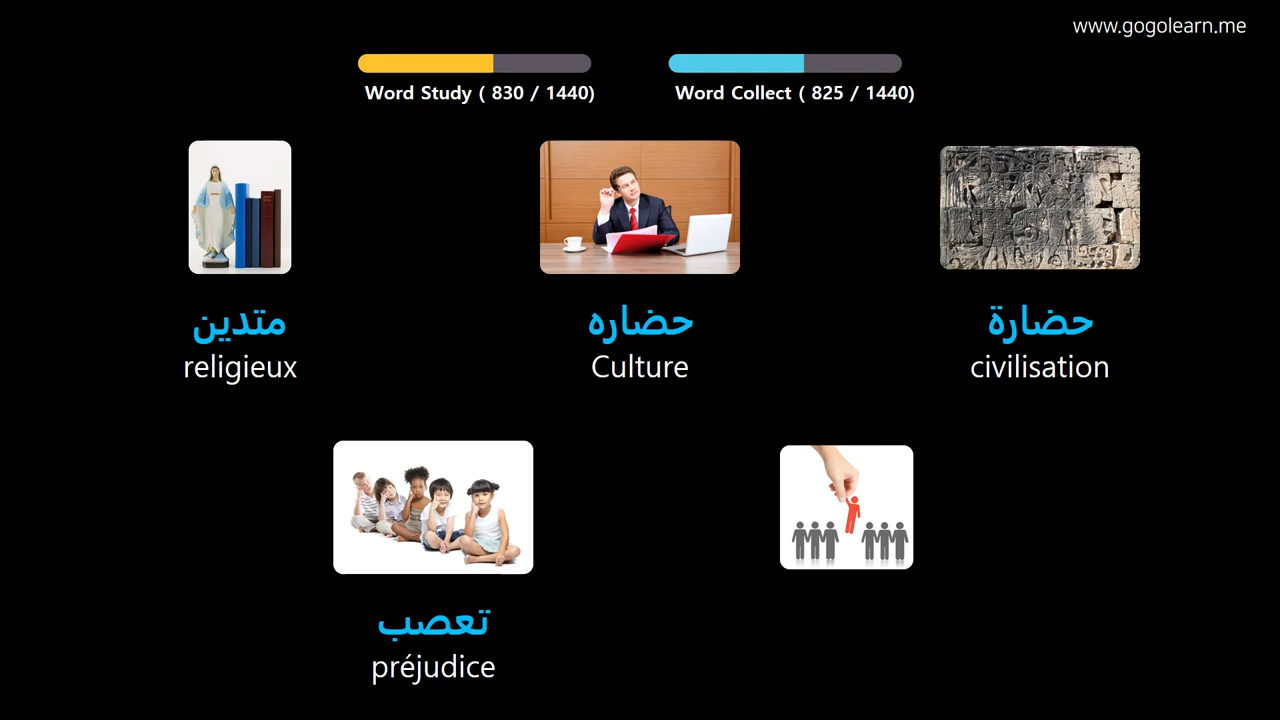 www.gogolearn.me
Word Study ( 830 / 1440)
Word Collect ( 825 / 1440)
متدين
religieux
حضاره
Culture
حضارة
civilisation
تعصب
préjudice